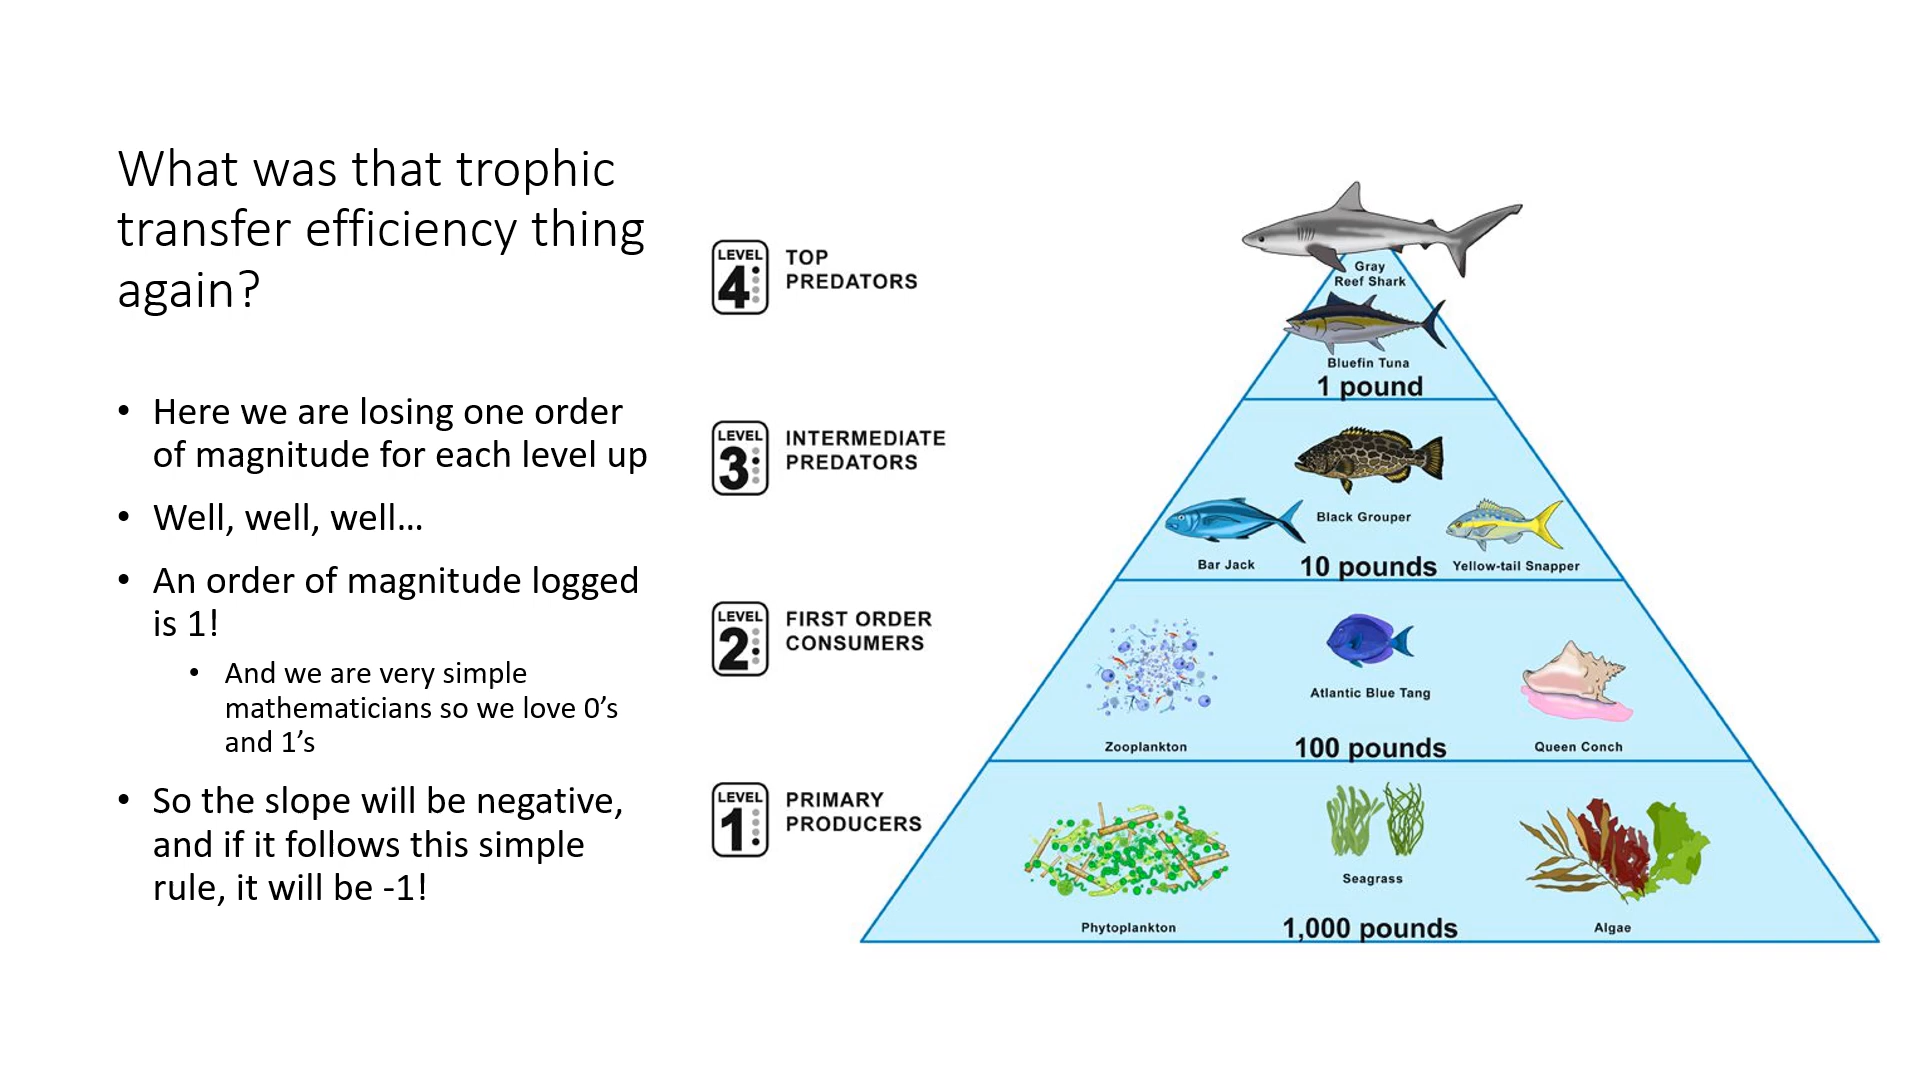 What was that trophic
transfer efficiency thing
again?
• Here we are losing one order
of magnitude for each level up
• Well, well, well…
• An order of magnitude logged
is 1!
• And we are very simple
mathematicians so we love 0’s
and 1’s
• So the slope will be negative,
and if it follows this simple
rule, it will be -1!
LEVEL
4
TOP
PREDATORS
Gray
Reef Shark
Bluefin Tuna
1 pound
LEVEL
3
INTERMEDIATE
PREDATORS
Black Grouper
Bar Jack
10 pounds
Yellow-tail Snapper
LEVEL
2
FIRST ORDER
CONSUMERS
Atlantic Blue Tang
Zooplankton
100 pounds
Queen Conch
LEVEL
1
PRIMARY
PRODUCERS
Seagrass
Phytoplankton
1,000 pounds
Algae